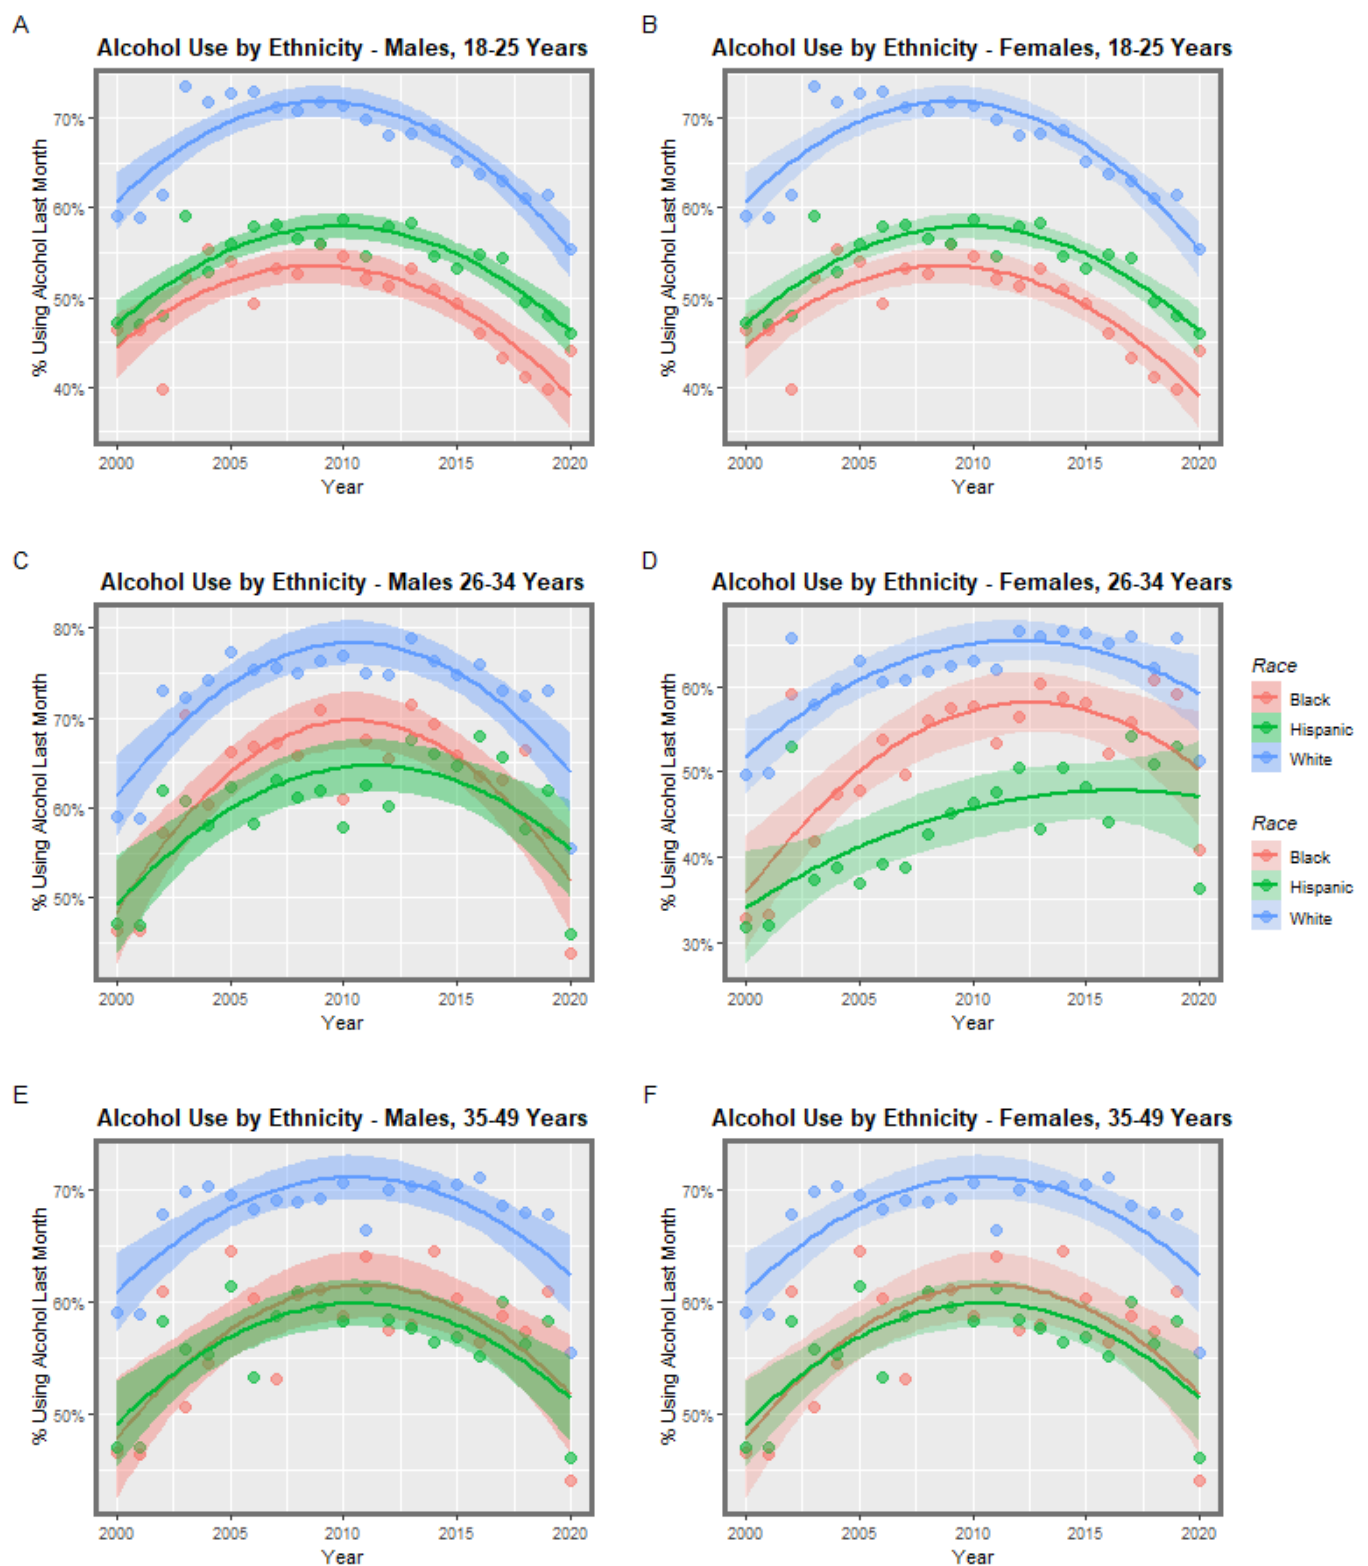 A
Alcohol Use by Ethnicity - Males, 18-25 Years
% Using Alcohol Last Month
70%
60%
50%
40%
2000 2005 2010 2015 2020
Year
B
Alcohol Use by Ethnicity - Females, 18-25 Years
% Using Alcohol Last Month
70%
60%
50%
40%
2000 2005 2010 2015 2020
Year
C
Alcohol Use by Ethnicity - Males 26-34 Years
% Using Alcohol Last Month
80%
70%
60%
50%
2000 2005 2010 2015 2020
Year
D
Alcohol Use by Ethnicity - Females, 26-34 Years
% Using Alcohol Last Month
60%
50%
40%
30%
2000 2005 2010 2015 2020
Year
Race
Black
Hispanic
White
Race
Black
Hispanic
White
E
Alcohol Use by Ethnicity - Males, 35-49 Years
% Using Alcohol Last Month
70%
60%
50%
2000 2005 2010 2015 2020
Year
F
Alcohol Use by Ethnicity - Females, 35-49 Years
% Using Alcohol Last Month
70%
60%
50%
2000 2005 2010 2015 2020
Year